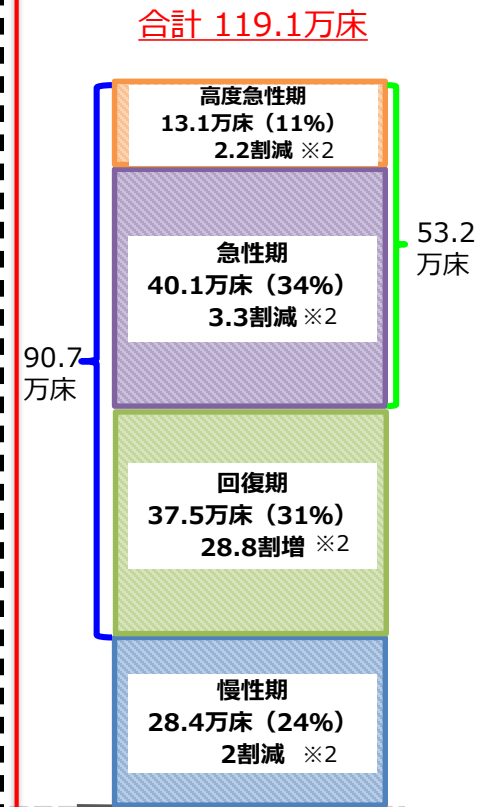 合計 119.1万床
高度急性期
13.1万床（11%）
2.2割減 ※2
53.2
万床
急性期
40.1万床（34%）
3.3割減 ※2
90.7
万床
回復期
37.5万床（31%）
28.8割増 ※2
慢性期
28.4万床（24%）
2割減 ※2